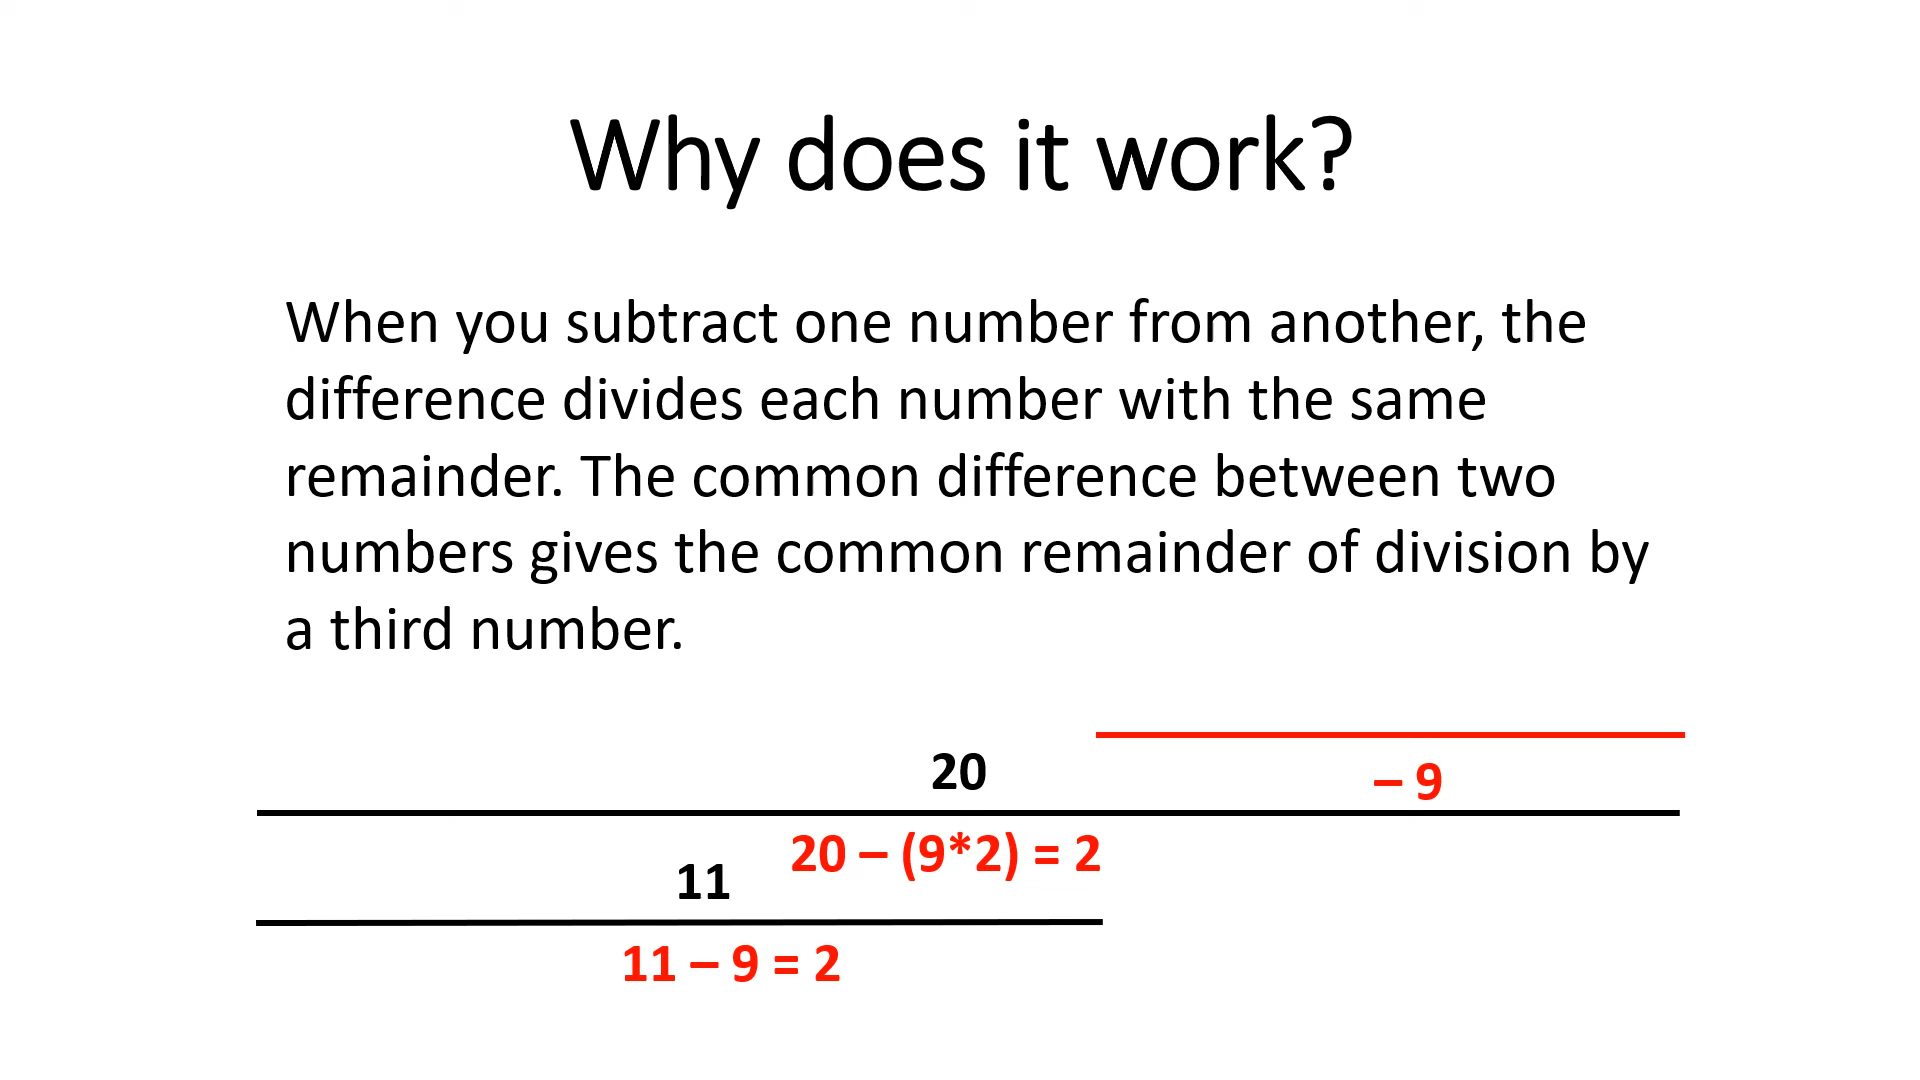 Why does it work?
When you subtract one number from another, the
difference divides each number with the same
remainder. The common difference between two
numbers gives the common remainder of division by
a third number.
20
– 9
20 – (9*2) = 2
11
11 – 9 = 2